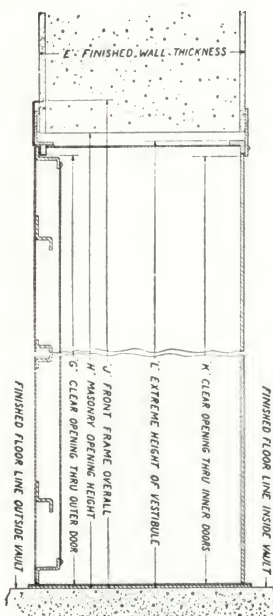 E - FINISHED WALL THICKNESS
FINISHED FLOOR LINE OUTSIDE VAULT
"G" CLEAR OPENING THRU OUTER DOOR
"H" MASONRY OPENING HEIGHT
"J" FRONT FRAME OVERALL
"L" EXTREME HEIGHT OF VESTIBULE
"K" CLEAR OPENING THRU INNER DOORS
FINISHED FLOOR LINE INSIDE VAULT